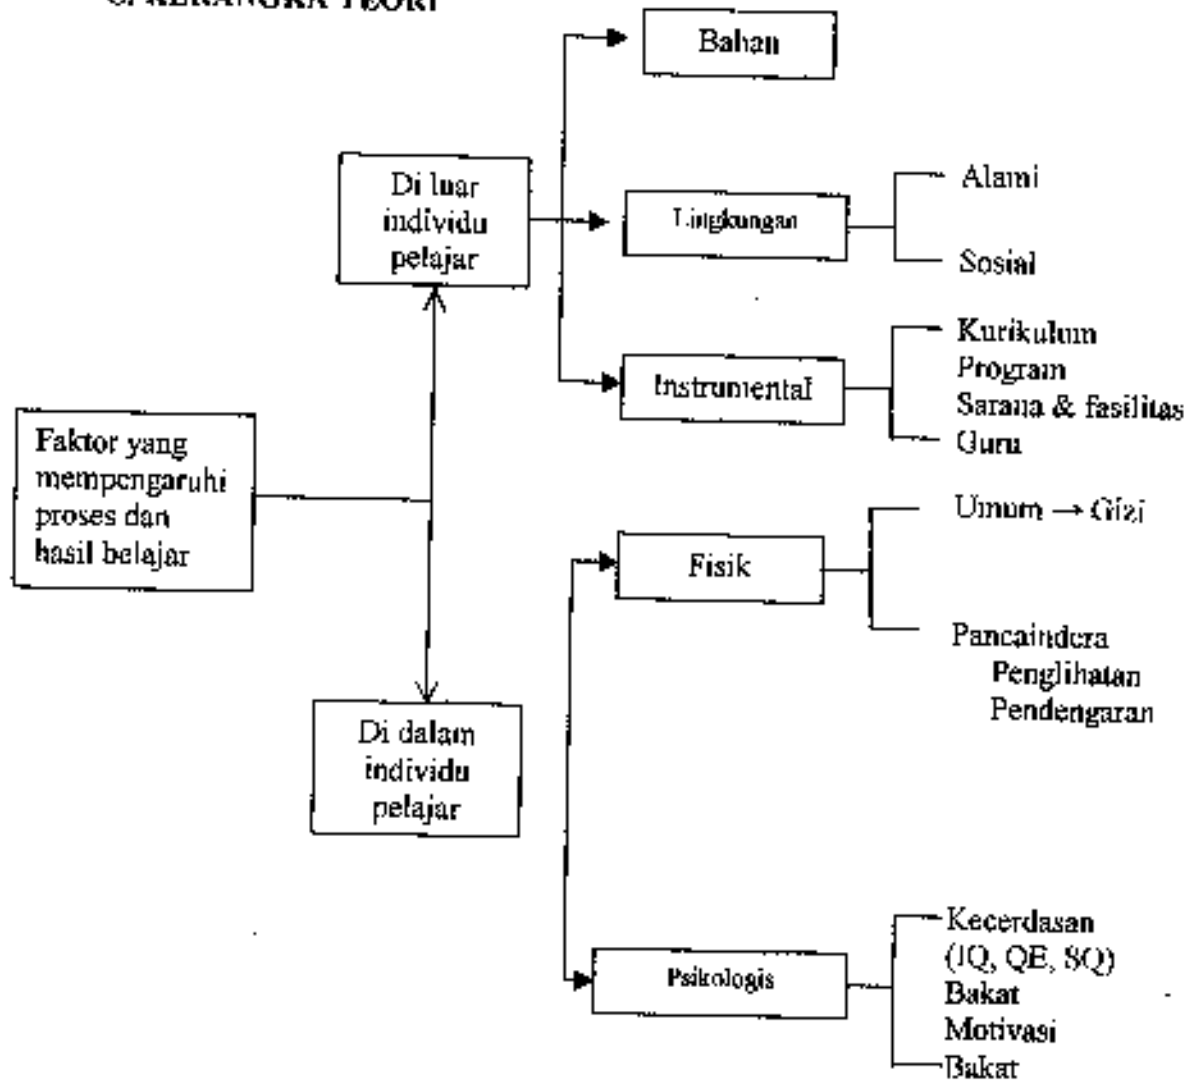 KERANGKA TEORI
Bahan
Di luar
individu
pelajar
Lingkungan
Alami
Sosial
Instrumental
Kurikulum
Program
Sarana & fasilitas
Guru
Faktor yang
mempengaruhi
proses dan
hasil belajar
Fisik
Umum → Gizi
Pancaindera
Penglihatan
Pendengaran
Di dalam
individu
pelajar
Psikologis
Kecerdasan
(IQ, QE, SQ)
Bakat
Motivasi
Bakat